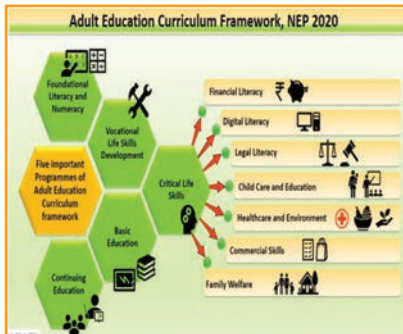 Adult Education Curriculum Framework, NEP 2020
Foundational
Literacy and
Numeracy
Vocational
Life Skills
Development
Five important
Programmes of
Adult Education
Curriculum
framework
Critical Life
Skills
Basic
Education
Continuing
Education
Financial Literacy
Digital Literacy
Legal Literacy
Child Care and Education
Healthcare and Environment
Commercial Skills
Family Welfare